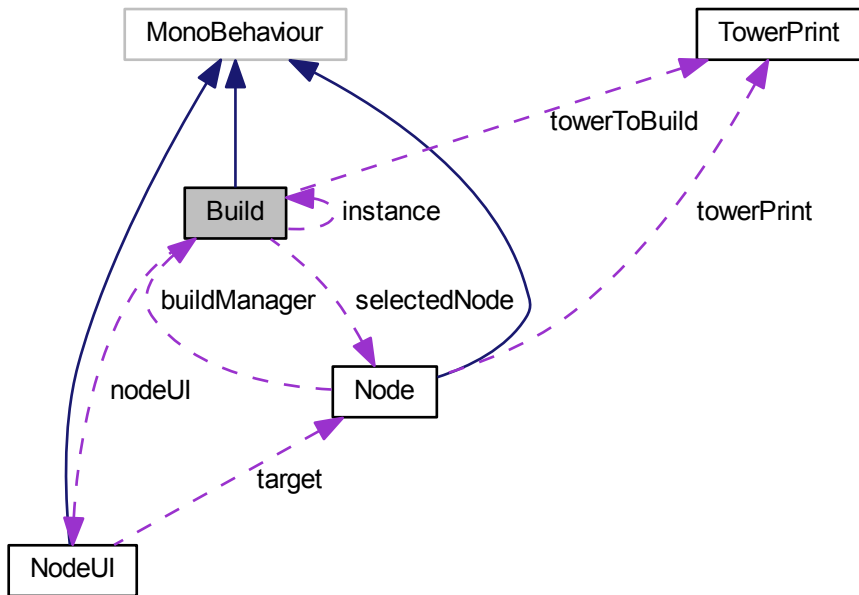 MonoBehaviour
TowerPrint
towerToBuild
Build
instance
towerPrint
buildManager
selectedNode
nodeUI
Node
target
NodeUI